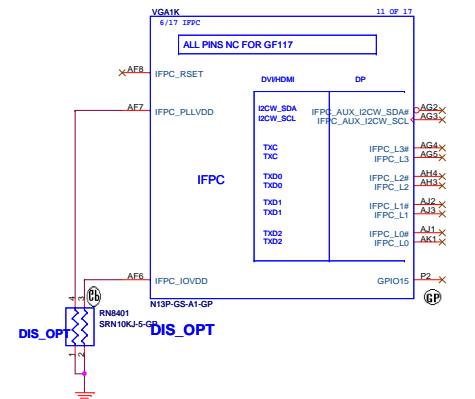 VGA1K
11 OF 17
6/17 IFPC
ALL PINS NC FOR GF117
DVI/HDMI
DP
AF8
IFPC_RSET
AF7
IFPC_PLLVDD
I2CW_SDA
I2CW_SCL
IFPC_AUX_I2CW_SDA#
AG2
IFPC_AUX_I2CW_SCL
AG3
TXC
IFPC_L3#
AG4
TXC
IFPC_L3
AG5
IFPC
TXD0
IFPC_L2#
AH4
TXD0
IFPC_L2
AH3
TXD1
IFPC_L1#
AJ2
TXD1
IFPC_L1
AJ3
TXD2
IFPC_L0#
AJ1
TXD2
IFPC_L0
AK1
AF6
IFPC_IOVDD
GPIO15
P2
GP
N13P-GS-A1-GP
DIS_OPT
4
3
Pb
RN8401
SRN10KJ-5-GP
DIS_OPT
1
2